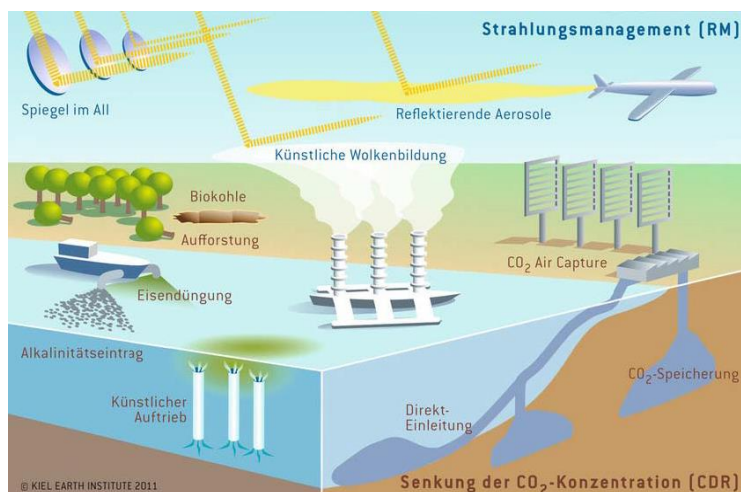 Strahlungsmanagement (RM)
Spiegel im All
Reflektierende Aerosole
Künstliche Wolkenbildung
Biokohle
Aufforstung
CO₂ Air Capture
Eisendüngung
Alkalinitätseintrag
CO₂-Speicherung
Künstlicher
Auftrieb
Direkt-
Einleitung
© KIEL EARTH INSTITUTE 2011
Senkung der CO₂-Konzentration (CDR)